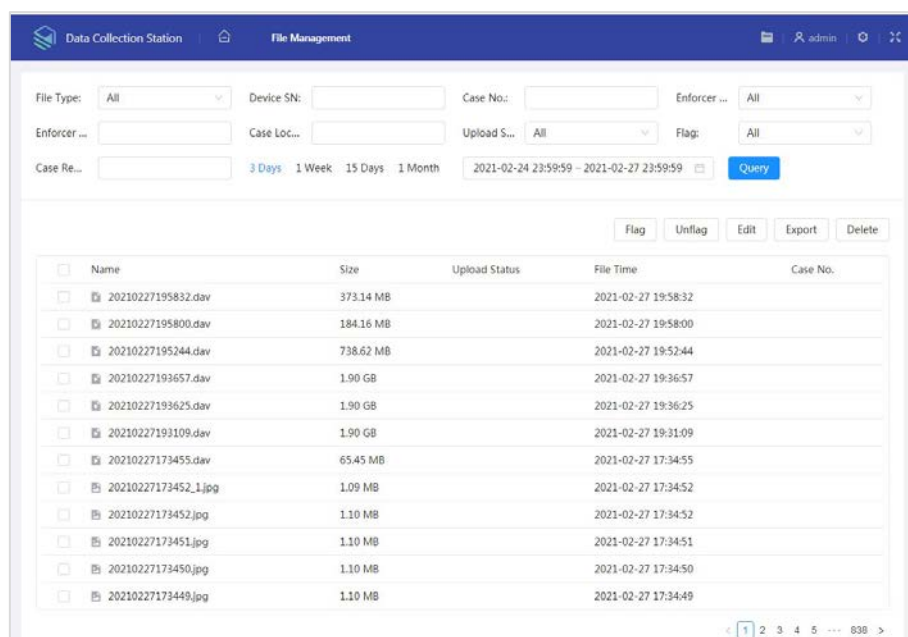 Data Collection Station File Management admin
File Type: All Device SN: Case No.: Enforcer ... All
Enforcer ... Case Loc... Upload S... All Flag: All
Case Re... 3 Days 1 Week 15 Days 1 Month 2021-02-24 23:59:59 ~ 2021-02-27 23:59:59 Query
Flag Unflag Edit Export Delete
Name Size Upload Status File Time Case No.
20210227195832.dav 373.14 MB 2021-02-27 19:58:32
20210227195800.dav 184.16 MB 2021-02-27 19:58:00
20210227195244.dav 738.62 MB 2021-02-27 19:52:44
20210227193657.dav 1.90 GB 2021-02-27 19:36:57
20210227193625.dav 1.90 GB 2021-02-27 19:36:25
20210227193109.dav 1.90 GB 2021-02-27 19:31:09
20210227173455.dav 65.45 MB 2021-02-27 17:34:55
20210227173452_1.jpg 1.09 MB 2021-02-27 17:34:52
20210227173452.jpg 1.10 MB 2021-02-27 17:34:52
20210227173451.jpg 1.10 MB 2021-02-27 17:34:51
20210227173450.jpg 1.10 MB 2021-02-27 17:34:50
20210227173449.jpg 1.10 MB 2021-02-27 17:34:49
< 1 2 3 4 5 ··· 838 >